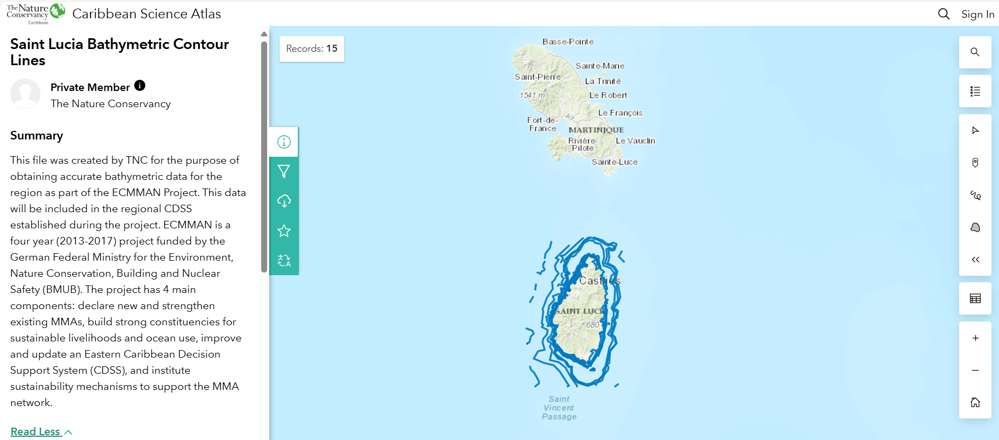 The Nature
Conservancy
Caribbean
Caribbean Science Atlas
Sign In
Saint Lucia Bathymetric Contour
Lines
Private Member
The Nature Conservancy
Summary
This file was created by TNC for the purpose of
obtaining accurate bathymetric data for the
region as part of the ECMMAN Project. This data
will be included in the regional CDSS
established during the project. ECMMAN is a
four year (2013-2017) project funded by the
German Federal Ministry for the Environment,
Nature Conservation, Building and Nuclear
Safety (BMUB). The project has 4 main
components: declare new and strengthen
existing MMAs, build strong constituencies for
sustainable livelihoods and ocean use, improve
and update an Eastern Caribbean Decision
Support System (CDSS), and institute
sustainability mechanisms to support the MMA
network.
Read Less
Records: 15
Basse-Pointe
Sainte-Marie
Saint-Pierre
La Trinité
1541 m
Le Robert
Le François
Fort-de-
France
MARTINIQUE
Rivière-
Pilote
Le Vauclin
Sainte-Luce
Castries
SAINT LUCIA
680
Saint
Vincent
Passage